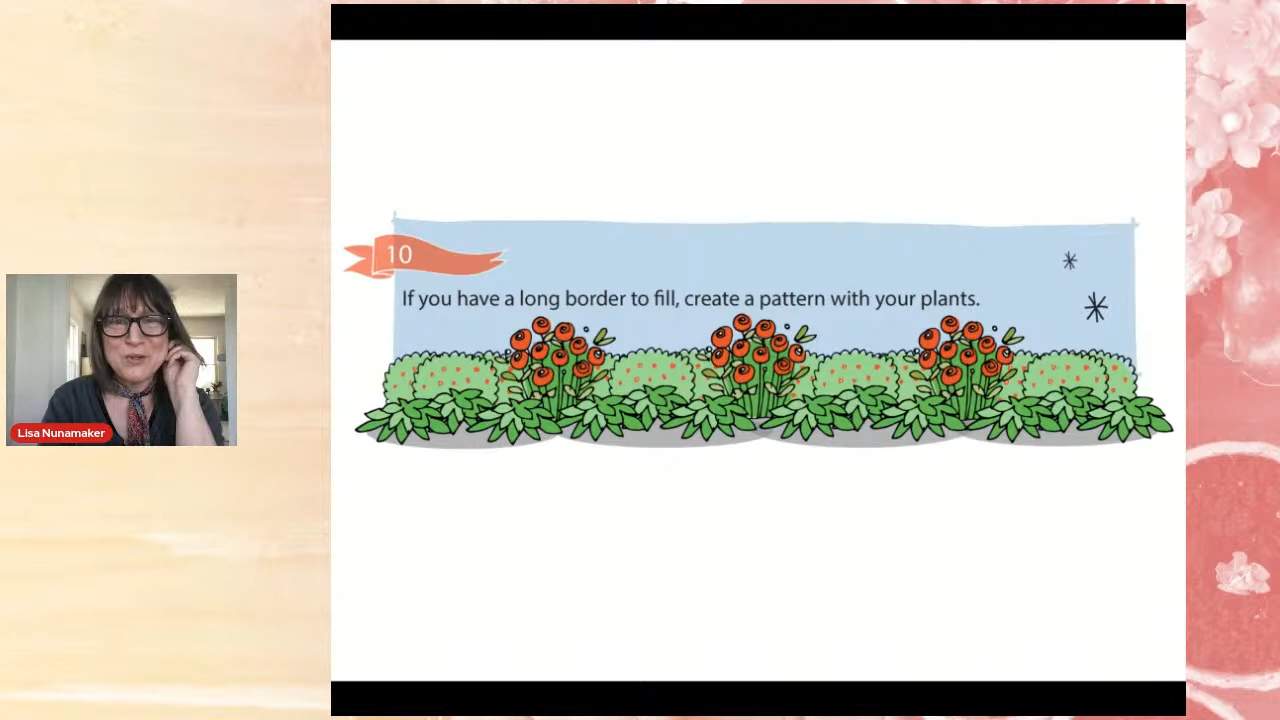 10
If you have a long border to fill, create a pattern with your plants.
Lisa Nunamaker